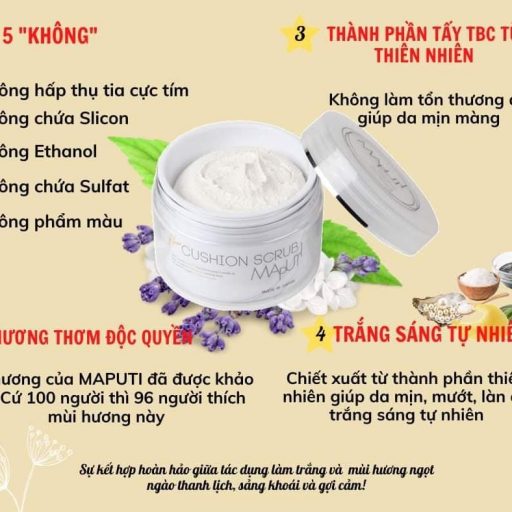 5 "KHÔNG"
ông hấp thụ tia cực tím
ông chứa Slicon
ông Ethanol
ông chứa Sulfat
ông phẩm màu
3 THÀNH PHẦN TẨY TBC TỪ
THIÊN NHIÊN
Không làm tổn thương
giúp da mịn màng
CUSHION SCRUB
MApUTI
MAPUTI
HƯƠNG THƠM ĐỘC QUYỀN
ương của MAPUTI đã được khảo
Cứ 100 người thì 96 người thích
mùi hương này
4 TRẮNG SÁNG TỰ NHIÊ
Chiết xuất từ thành phần thiê
nhiên giúp da mịn, mướt, làn
trắng sáng tự nhiên
Sự kết hợp hoàn hảo giữa tác dụng làm trắng và mùi hương ngọt
ngào thanh lịch, sảng khoái và gợi cảm!